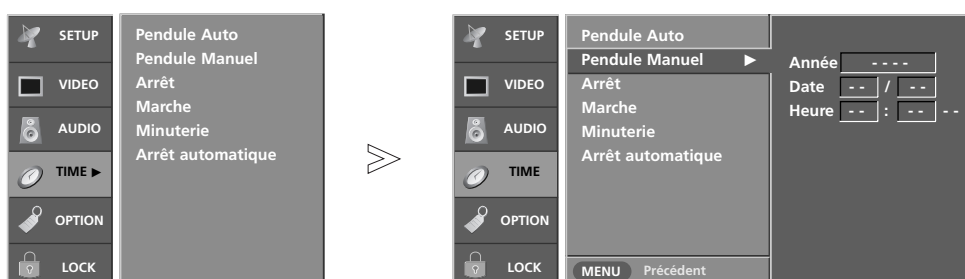 SETUP
VIDEO
AUDIO
TIME ►
OPTION
LOCK
Pendule Auto
Pendule Manuel
Arrêt
Marche
Minuterie
Arrêt automatique
SETUP
VIDEO
AUDIO
TIME
OPTION
LOCK
Pendule Auto
Pendule Manuel ►
Arrêt
Marche
Minuterie
Arrêt automatique
MENU Précédent
Année - - - -
Date - - / - -
Heure - - : - - - -